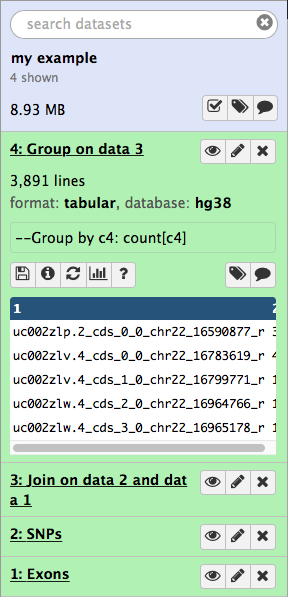 search datasets
my example
4 shown
8.93 MB
4: Group on data 3
3,891 lines
format: tabular, database: hg38
--Group by c4: count[c4]
?
1 2
uc002zlp.2_cds_0_0_chr22_16590877_r 3
uc002zlv.4_cds_0_0_chr22_16783619_r 4
uc002zlv.4_cds_1_0_chr22_16799771_r 1
uc002zlw.4_cds_2_0_chr22_16964766_r 1
uc002zlw.4_cds_3_0_chr22_16965178_r 1
3: Join on data 2 and dat
a 1
2: SNPs
1: Exons